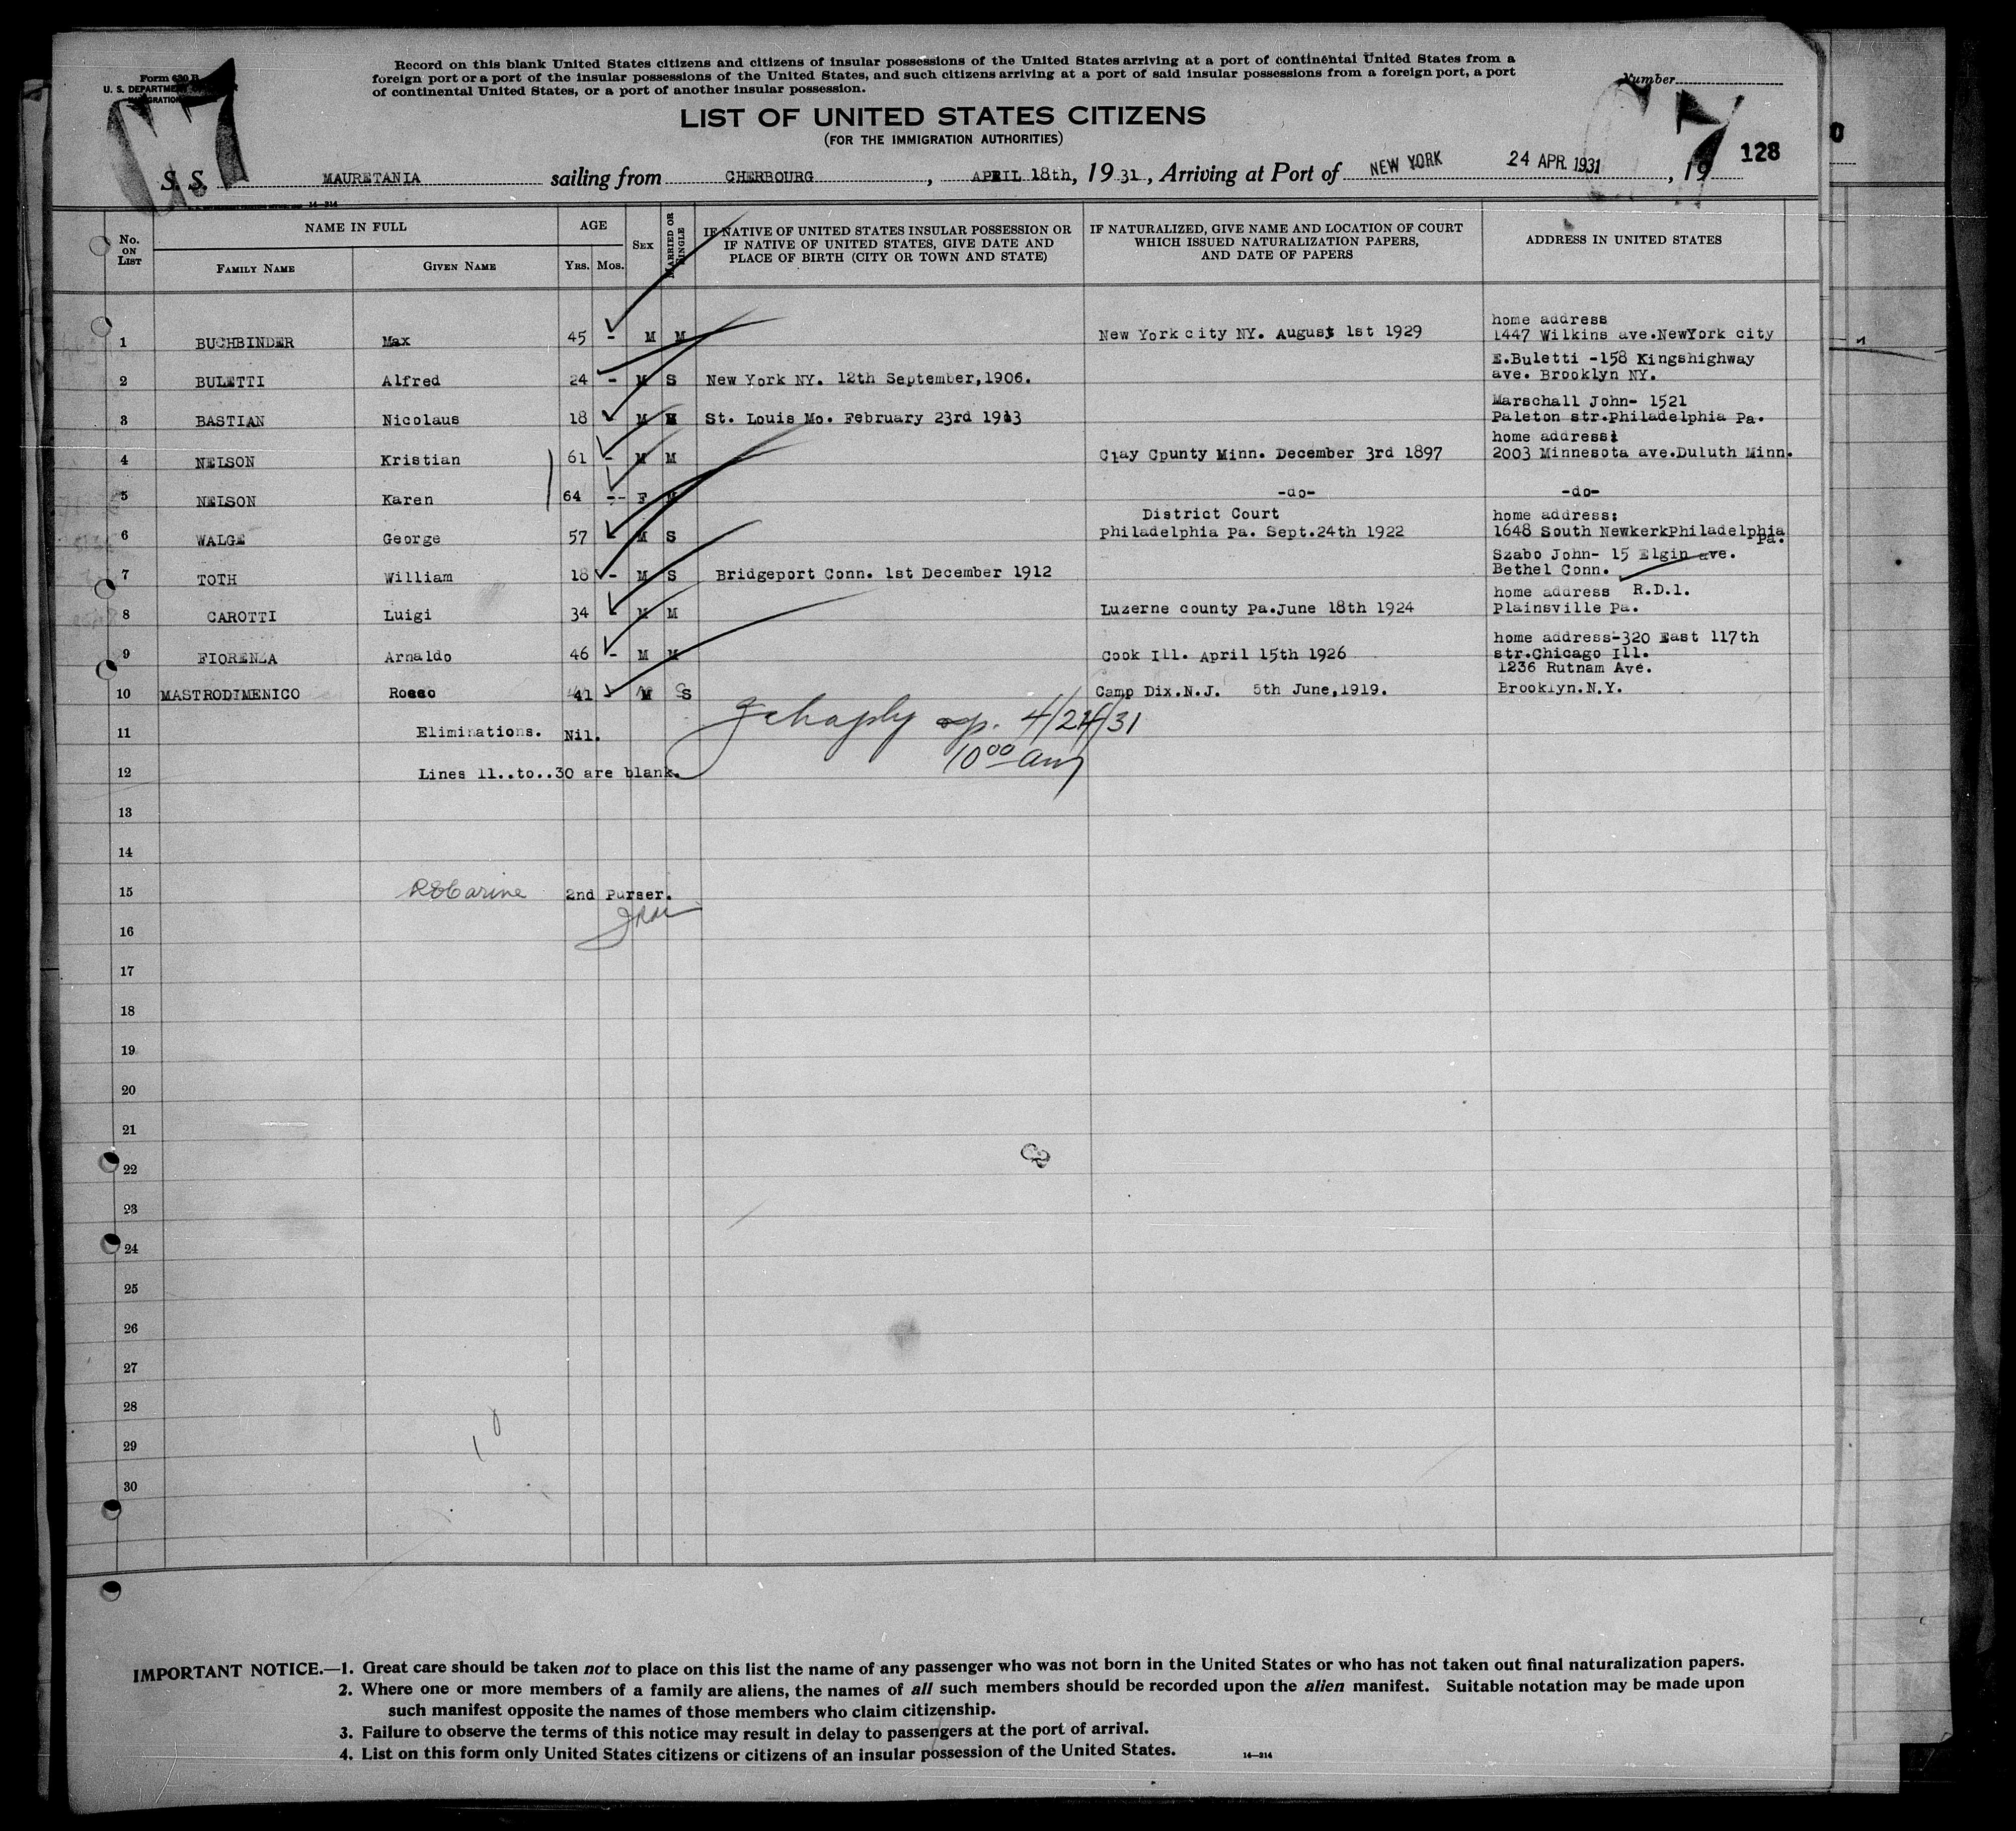 Form 630 B
U. S. DEPARTMENT
Record on this blank United States citizens and citizens of insular possessions of the United States arriving at a port of continental United States from a
foreign port or a port of the insular possessions of the United States, and such citizens arriving at a port of said insular possessions from a foreign port, a port
of continental United States, or a port of another insular possession.
Number
LIST OF UNITED STATES CITIZENS
(FOR THE IMMIGRATION AUTHORITIES)
7 7 128
S. S. MAURETANIA sailing from CHERBOURG, APRIL 18th, 1931, Arriving at Port of NEW YORK 24 APR 1931, 19
14-214
No. ON LIST NAME IN FULL AGE SEX MARRIED OR SINGLE IF NATIVE OF UNITED STATES INSULAR POSSESSION OR IF NATIVE OF UNITED STATES, GIVE DATE AND PLACE OF BIRTH (CITY OR TOWN AND STATE) IF NATURALIZED, GIVE NAME AND LOCATION OF COURT WHICH ISSUED NATURALIZATION PAPERS, AND DATE OF PAPERS ADDRESS IN UNITED STATES
FAMILY NAME GIVEN NAME YRS. MOS.
home address
1 BUCHBINDER Max 45 - M M New York city NY. August 1st 1929 1447 Wilkins ave.NewYork city
E.Buletti -158 Kingshighway
2 BULETTI Alfred 24 - M S New York NY. 12th September,1906. ave. Brooklyn NY.
Marschall John- 1521
3 BASTIAN Nicolaus 18 M St. Louis Mo. February 23rd 1913 Paleton str.Philadelphia Pa.
home address:
4 NELSON Kristian 61 - M M Clay Cpunty Minn. December 3rd 1897 2003 Minnesota ave.Duluth Minn.
5 NELSON Karen 64 -- F M -do- -do-
District Court home address:
6 WALGE George 57 M S Philadelphia Pa. Sept.24th 1922 1648 South NewkerkPhiladelphia Pa.
Szabo John- 15 Elgin ave.
7 TOTH William 18 - M S Bridgeport Conn. 1st December 1912 Bethel Conn.
home address R.D.1.
8 CAROTTI Luigi 34 M M Luzerne county Pa.June 18th 1924 Plainsville Pa.
home address-320 East 117th
9 FIORENZA Arnaldo 46 - M M Cook Ill. April 15th 1926 str.Chicago Ill.
1236 Rutnam Ave.
10 MASTRODIMENICO Rocco 41 M S Camp Dix.N.J. 5th June,1919. Brooklyn.N.Y.
11 Eliminations. Nil. 4/24/31
12 Lines 11..to..30 are blank. 10 00 am
13
14
15 2nd Purser.
16
17
18
19
20
21
22
23
24
25
26
27
28
29
30
10
IMPORTANT NOTICE.—1. Great care should be taken not to place on this list the name of any passenger who was not born in the United States or who has not taken out final naturalization papers.
2. Where one or more members of a family are aliens, the names of all such members should be recorded upon the alien manifest. Suitable notation may be made upon
such manifest opposite the names of those members who claim citizenship.
3. Failure to observe the terms of this notice may result in delay to passengers at the port of arrival.
4. List on this form only United States citizens or citizens of an insular possession of the United States. 14—214